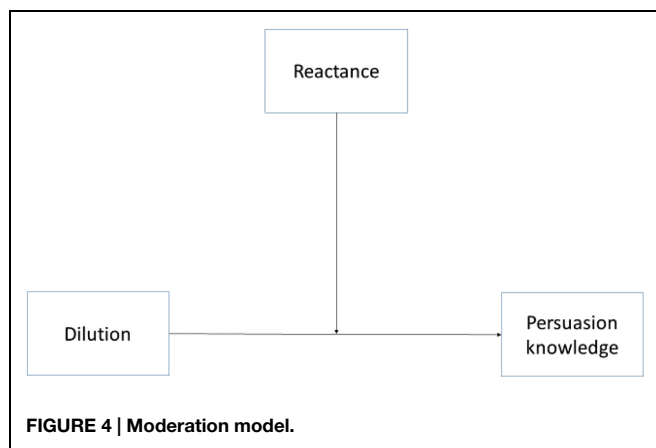 Reactance
Dilution
Persuasion
knowledge
FIGURE 4 | Moderation model.